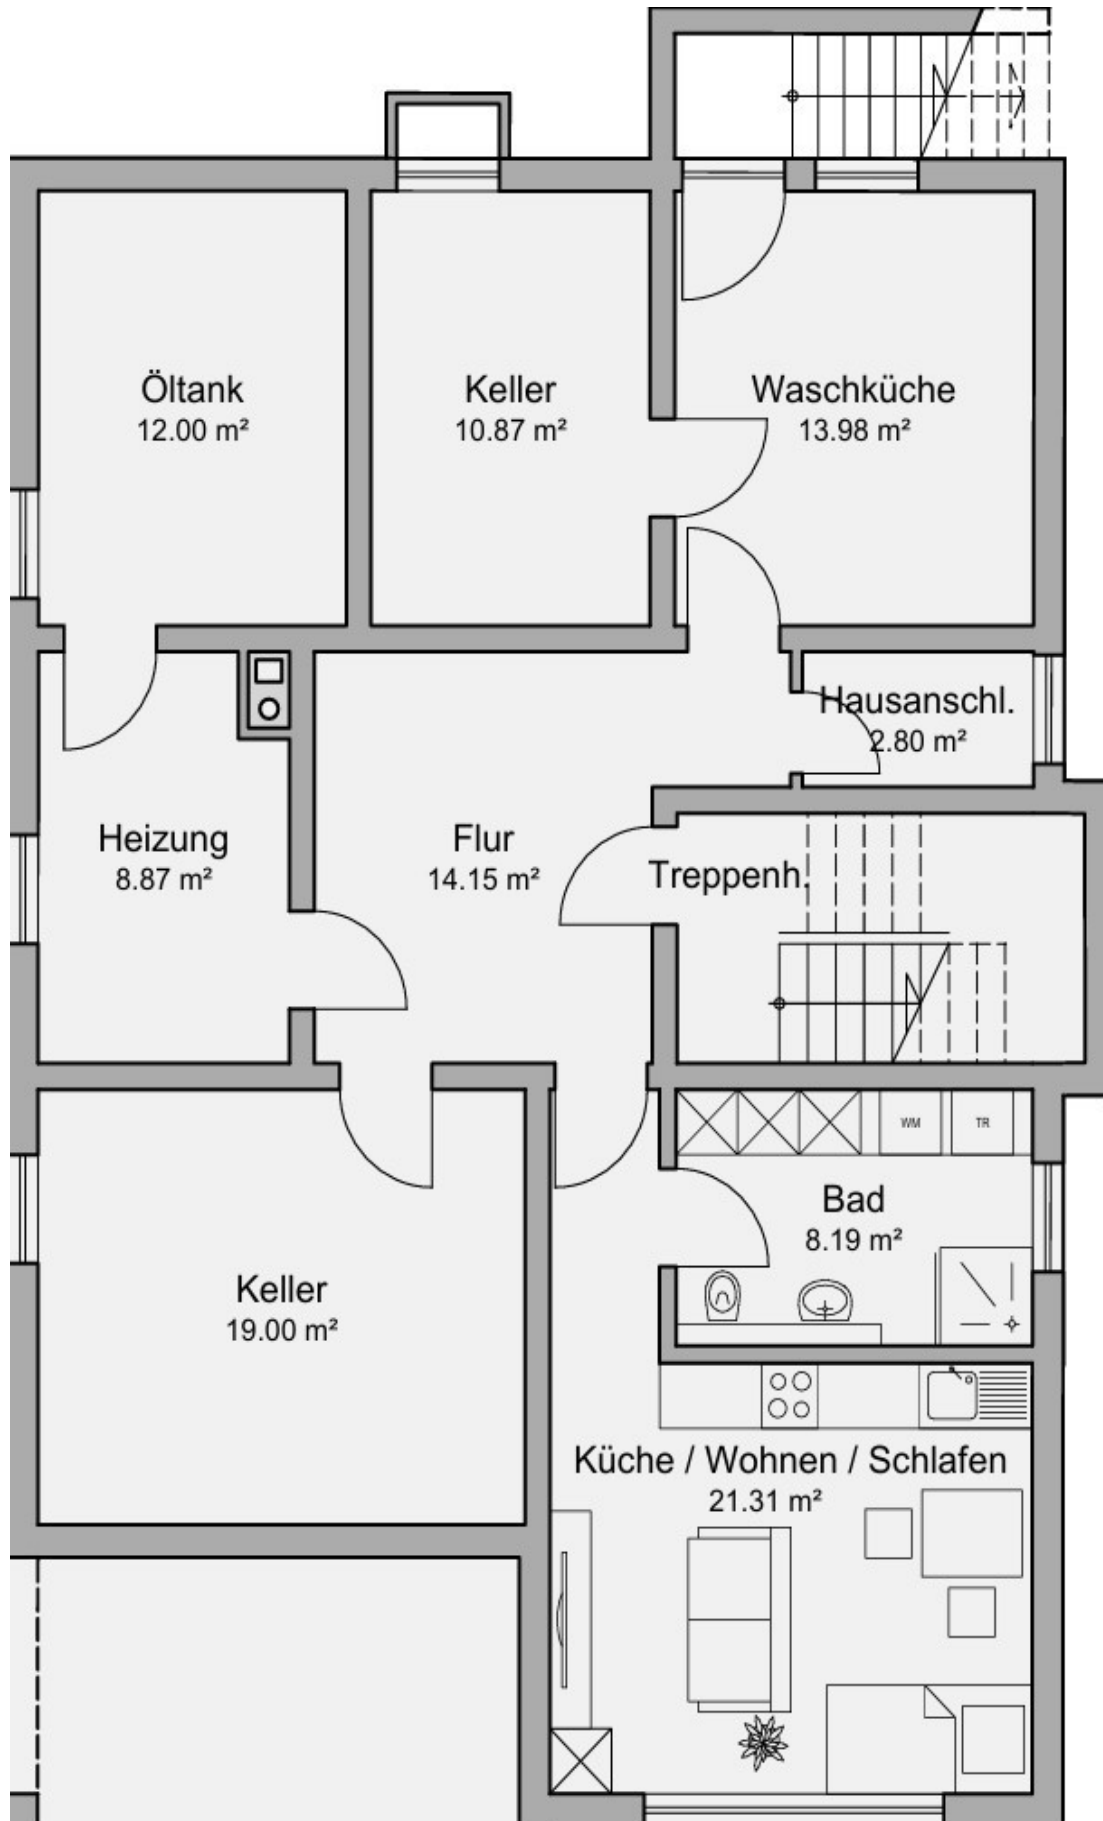 Öltank
12.00 m²
Keller
10.87 m²
Waschküche
13.98 m²
Hausanschl.
2.80 m²
Heizung
8.87 m²
Flur
14.15 m²
Treppenh.
WM
TR
Bad
8.19 m²
Keller
19.00 m²
Küche / Wohnen / Schlafen
21.31 m²